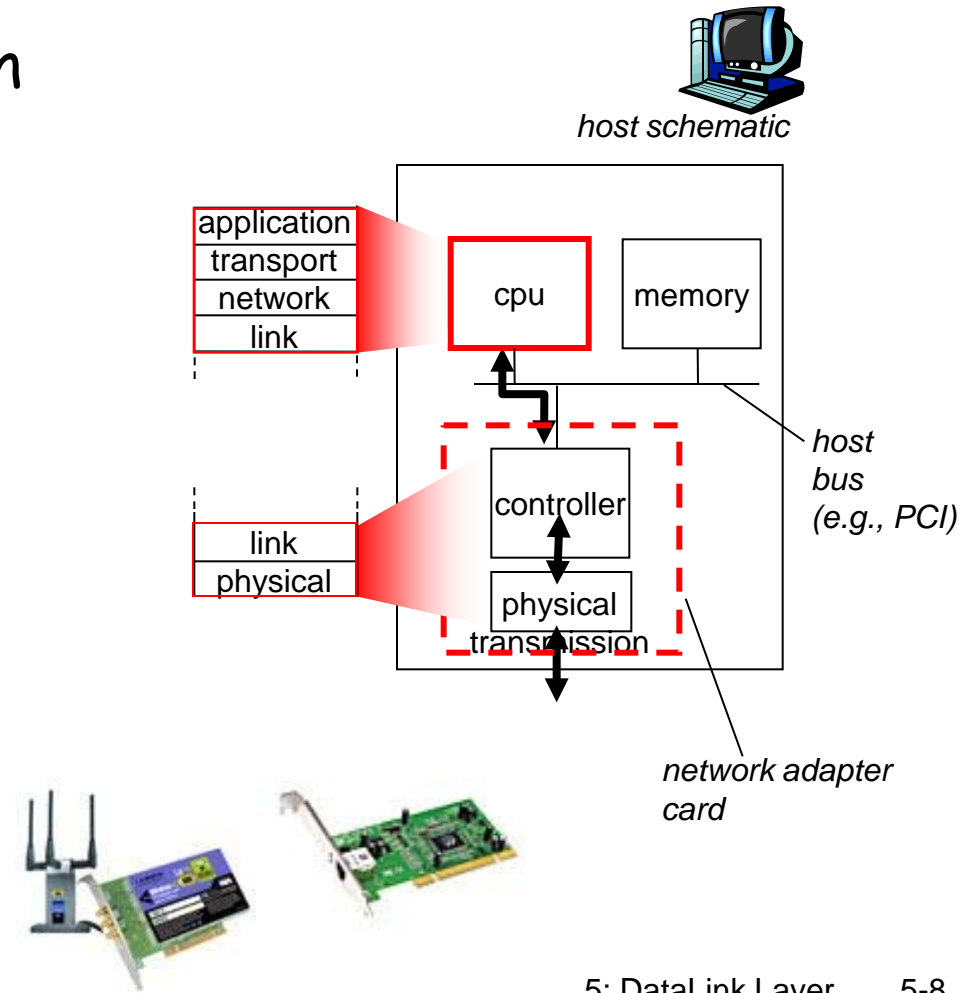 n
host schematic
application
transport
network
link
cpu
memory
host
bus
(e.g., PCI)
controller
link
physical
physical
transmission
network adapter
card
5: DataLink Layer 5-8